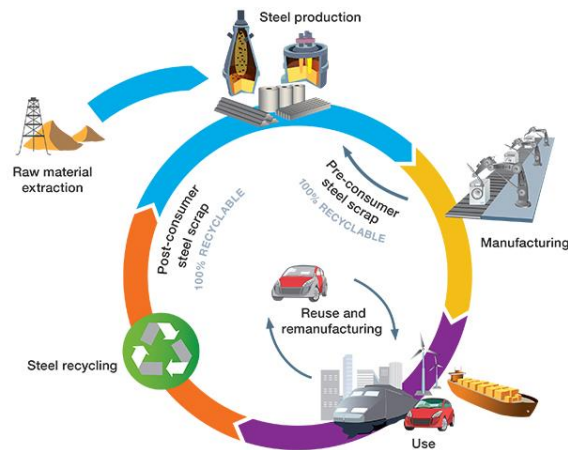 Steel production
Raw material
extraction
Pre-consumer
steel scrap
100% RECYCLABLE
Post-consumer
steel scrap
100% RECYCLABLE
Manufacturing
Reuse and
remanufacturing
Steel recycling
Use